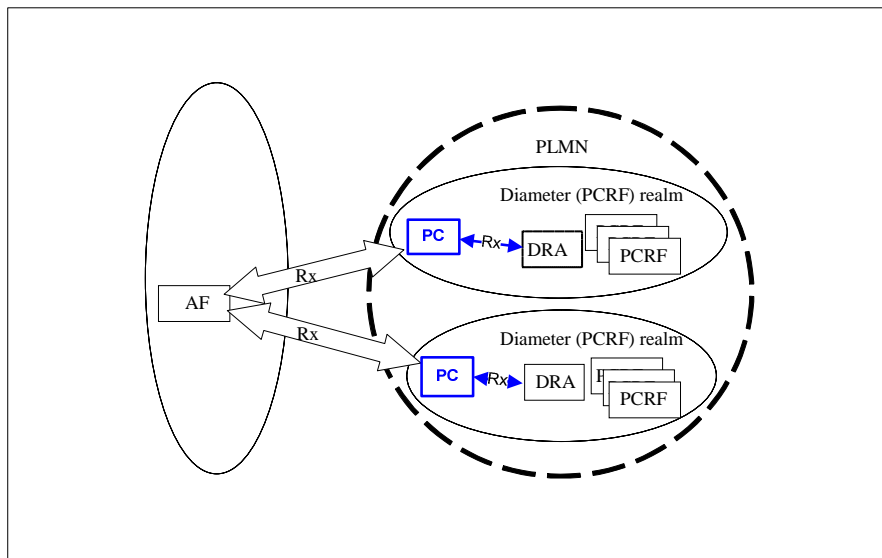 PLMN
Diameter (PCRF) realm
PC
Rx
DRA
PCRF
Rx
AF
Rx
Diameter (PCRF) realm
PC
Rx
DRA
PCRF